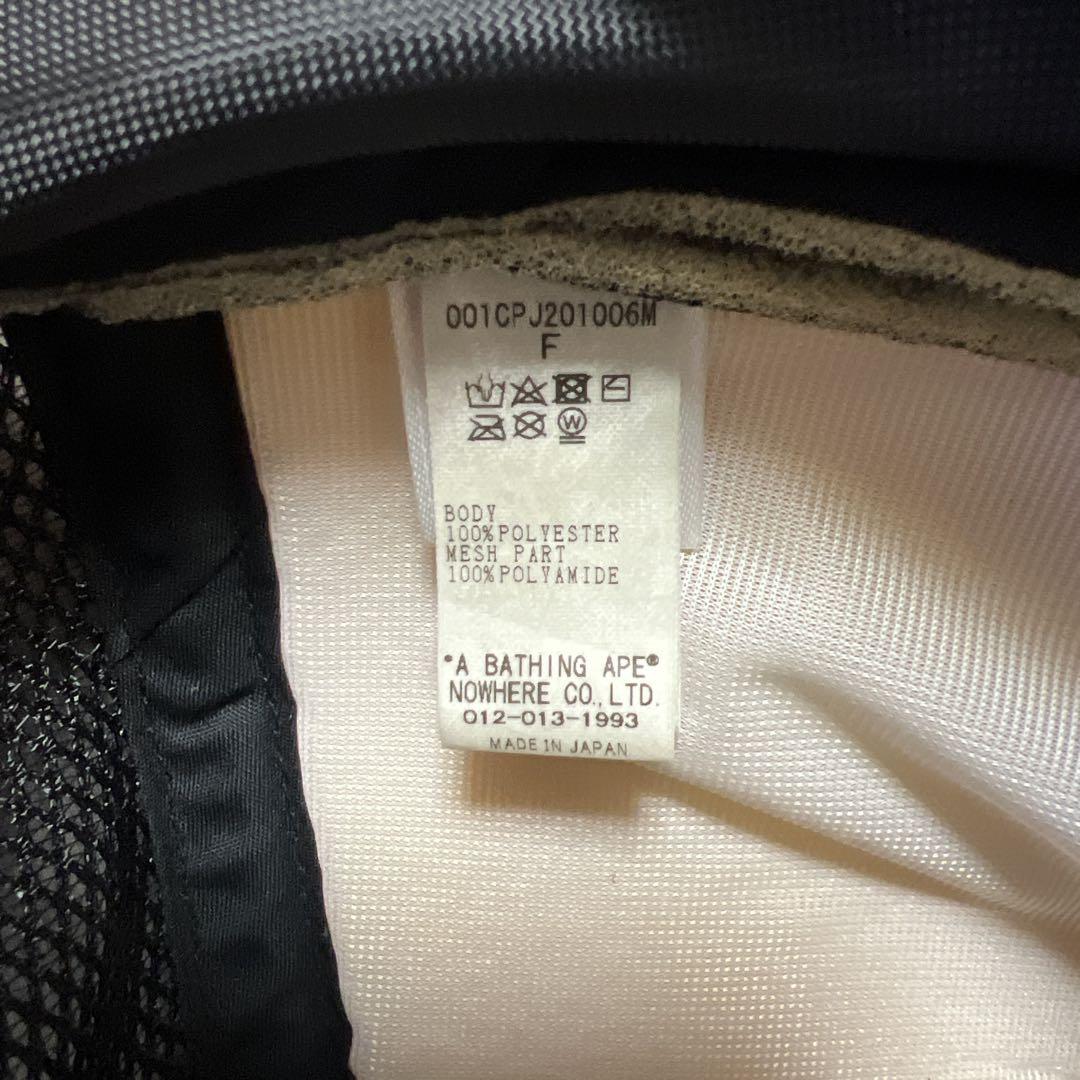 001CPJ201006M
F
W
BODY
100%POLYESTER
MESH PART
100%POLYAMIDE
*A BATHING APE®
NOWHERE CO.,LTD.
012-013-1993
MADE IN JAPAN